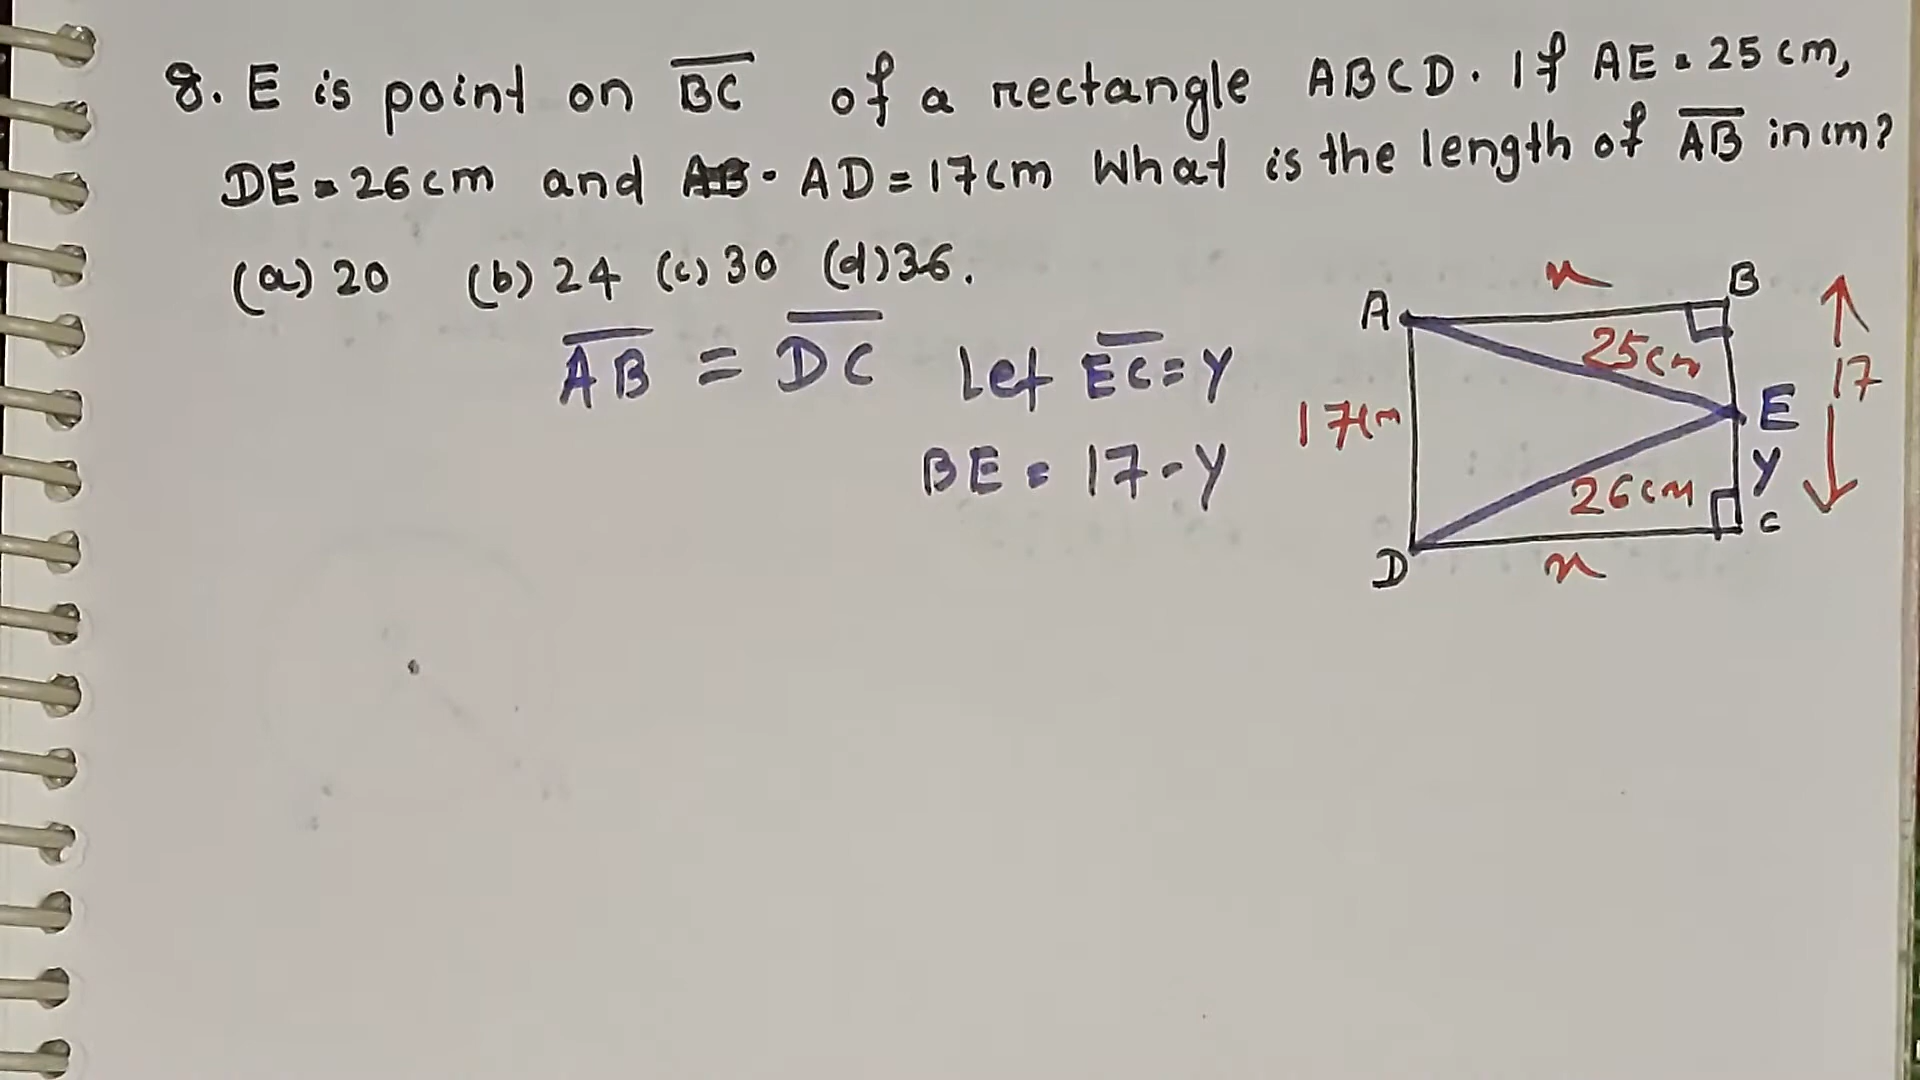 8. E is point on BC of a rectangle ABCD. If AE = 25 cm,
DE = 26 cm and AD = 17 cm What is the length of AB in cm?
(a) 20 (b) 24 (c) 30 (d) 36.
AB = DC Let EC = Y
BE = 17 - Y
x
A
B
25cm
17
17cm
E
Y
26cm
C
D
x